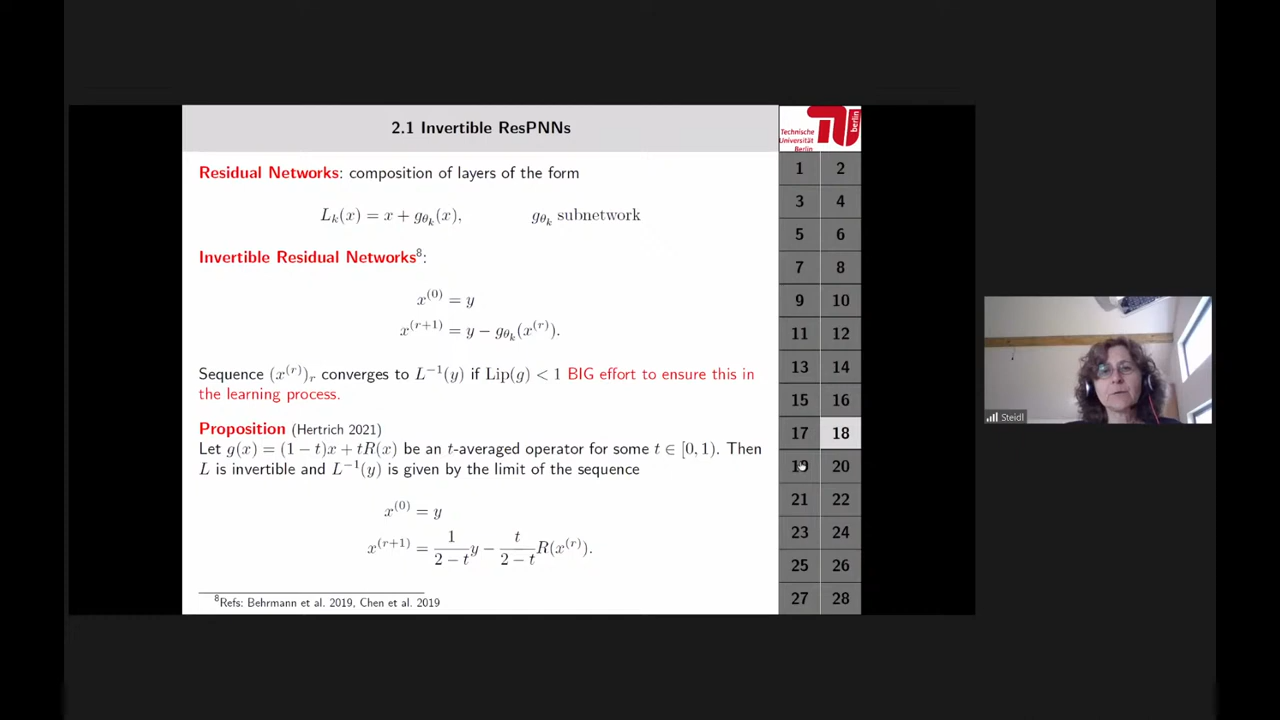 2.1 Invertible ResPNNs
Residual Networks: composition of layers of the form
L_k(x) = x + g_{θ_k}(x), g_{θ_k} subnetwork
Invertible Residual Networks⁸:
x^{(0)} = y
x^{(r+1)} = y − g_{θ_k}(x^{(r)}).
Sequence (x^{(r)})_r converges to L^{−1}(y) if Lip(g) < 1 BIG effort to ensure this in
the learning process.
Proposition (Hertrich 2021)
Let g(x) = (1 − t)x + tR(x) be an t-averaged operator for some t ∈ [0, 1). Then
L is invertible and L^{−1}(y) is given by the limit of the sequence
x^{(0)} = y
x^{(r+1)} = \frac{1}{2 − t}y − \frac{t}{2 − t}R(x^{(r)}).
⁸Refs: Behrmann et al. 2019, Chen et al. 2019
Technische
Universität
Berlin
berlin
1 2
3 4
5 6
7 8
9 10
11 12
13 14
15 16
17 18
19 20
21 22
23 24
25 26
27 28
Steidl